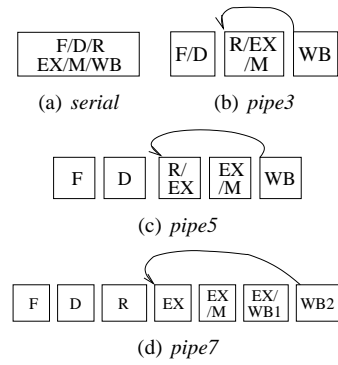 F/D/R
EX/M/WB
(a) serial
F/D
R/EX
/M
WB
(b) pipe3
F
D
R/
EX
EX
/M
WB
(c) pipe5
F
D
R
EX
EX
/M
EX/
WB1
WB2
(d) pipe7